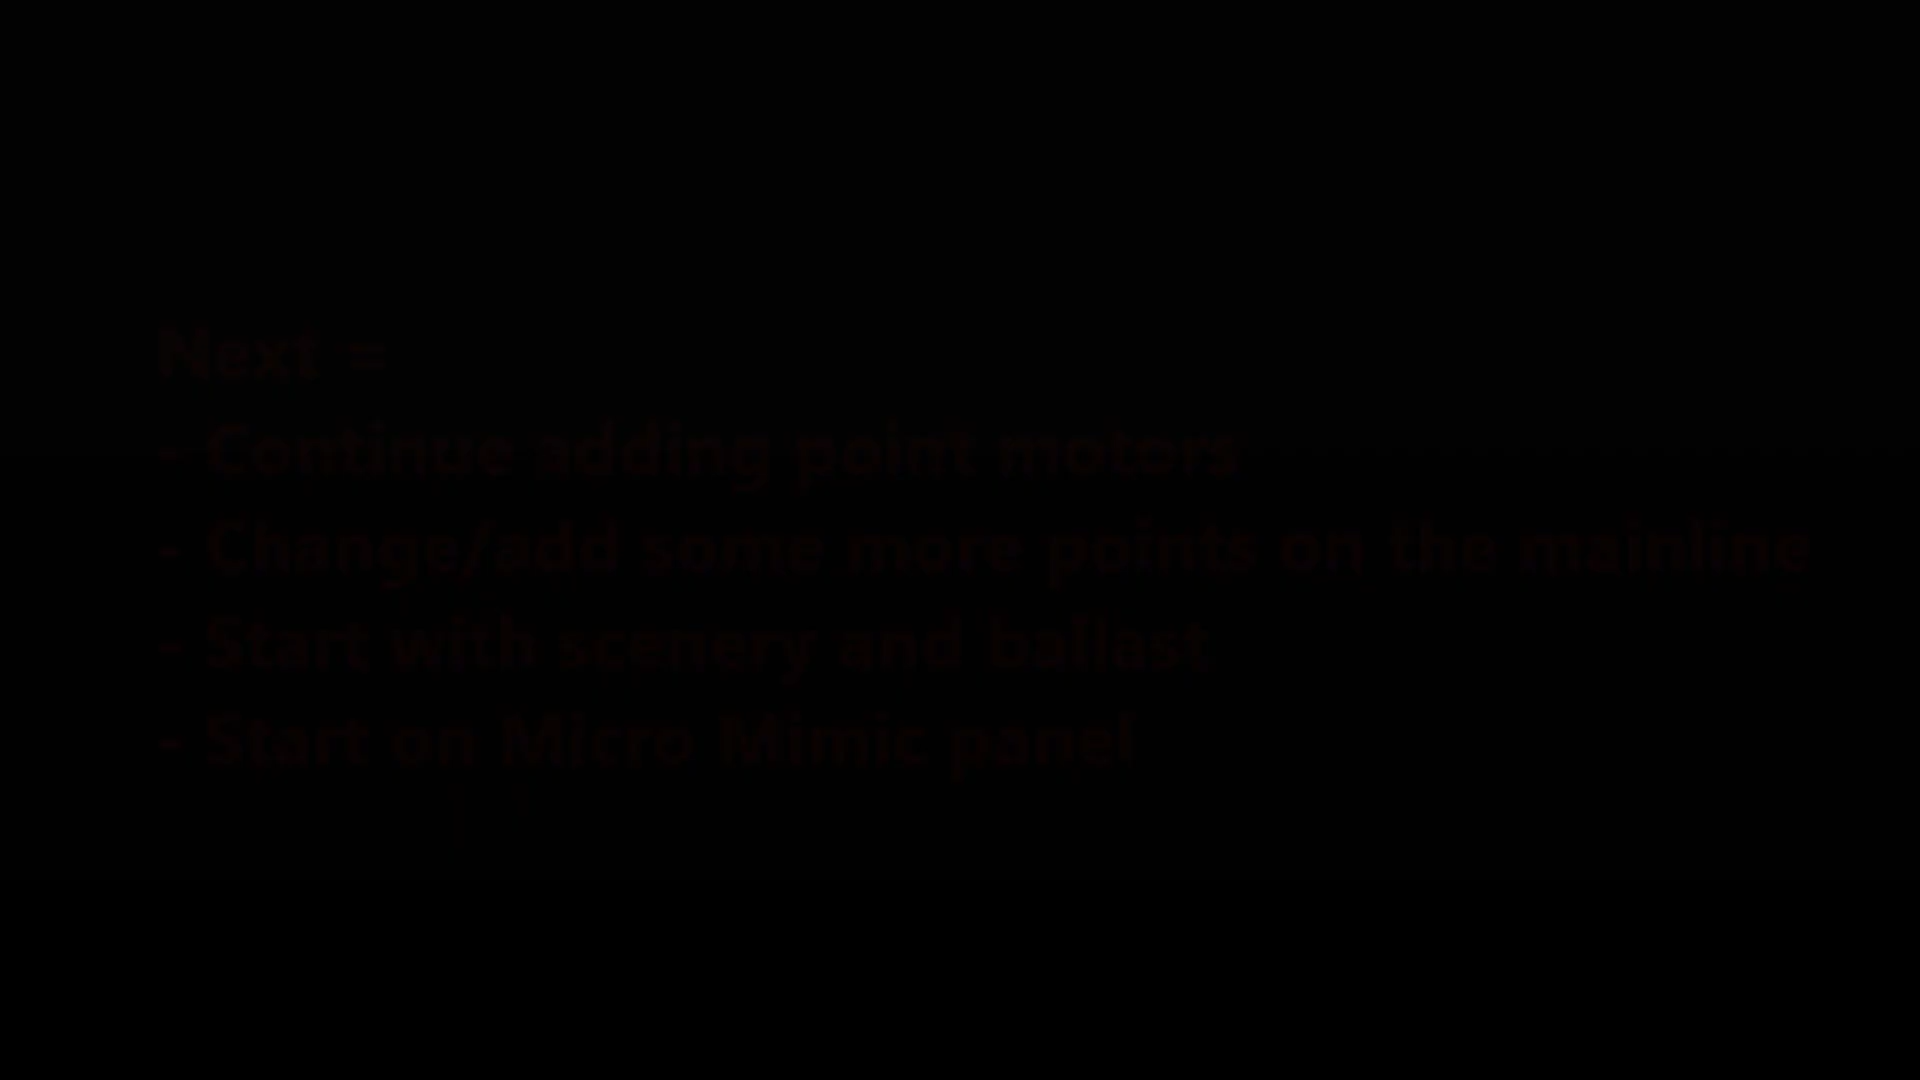 Next =
- Continue adding point motors
- Change/add some more points on the mainline
- Start with scenery and ballast
- Start on Micro Mimic panel